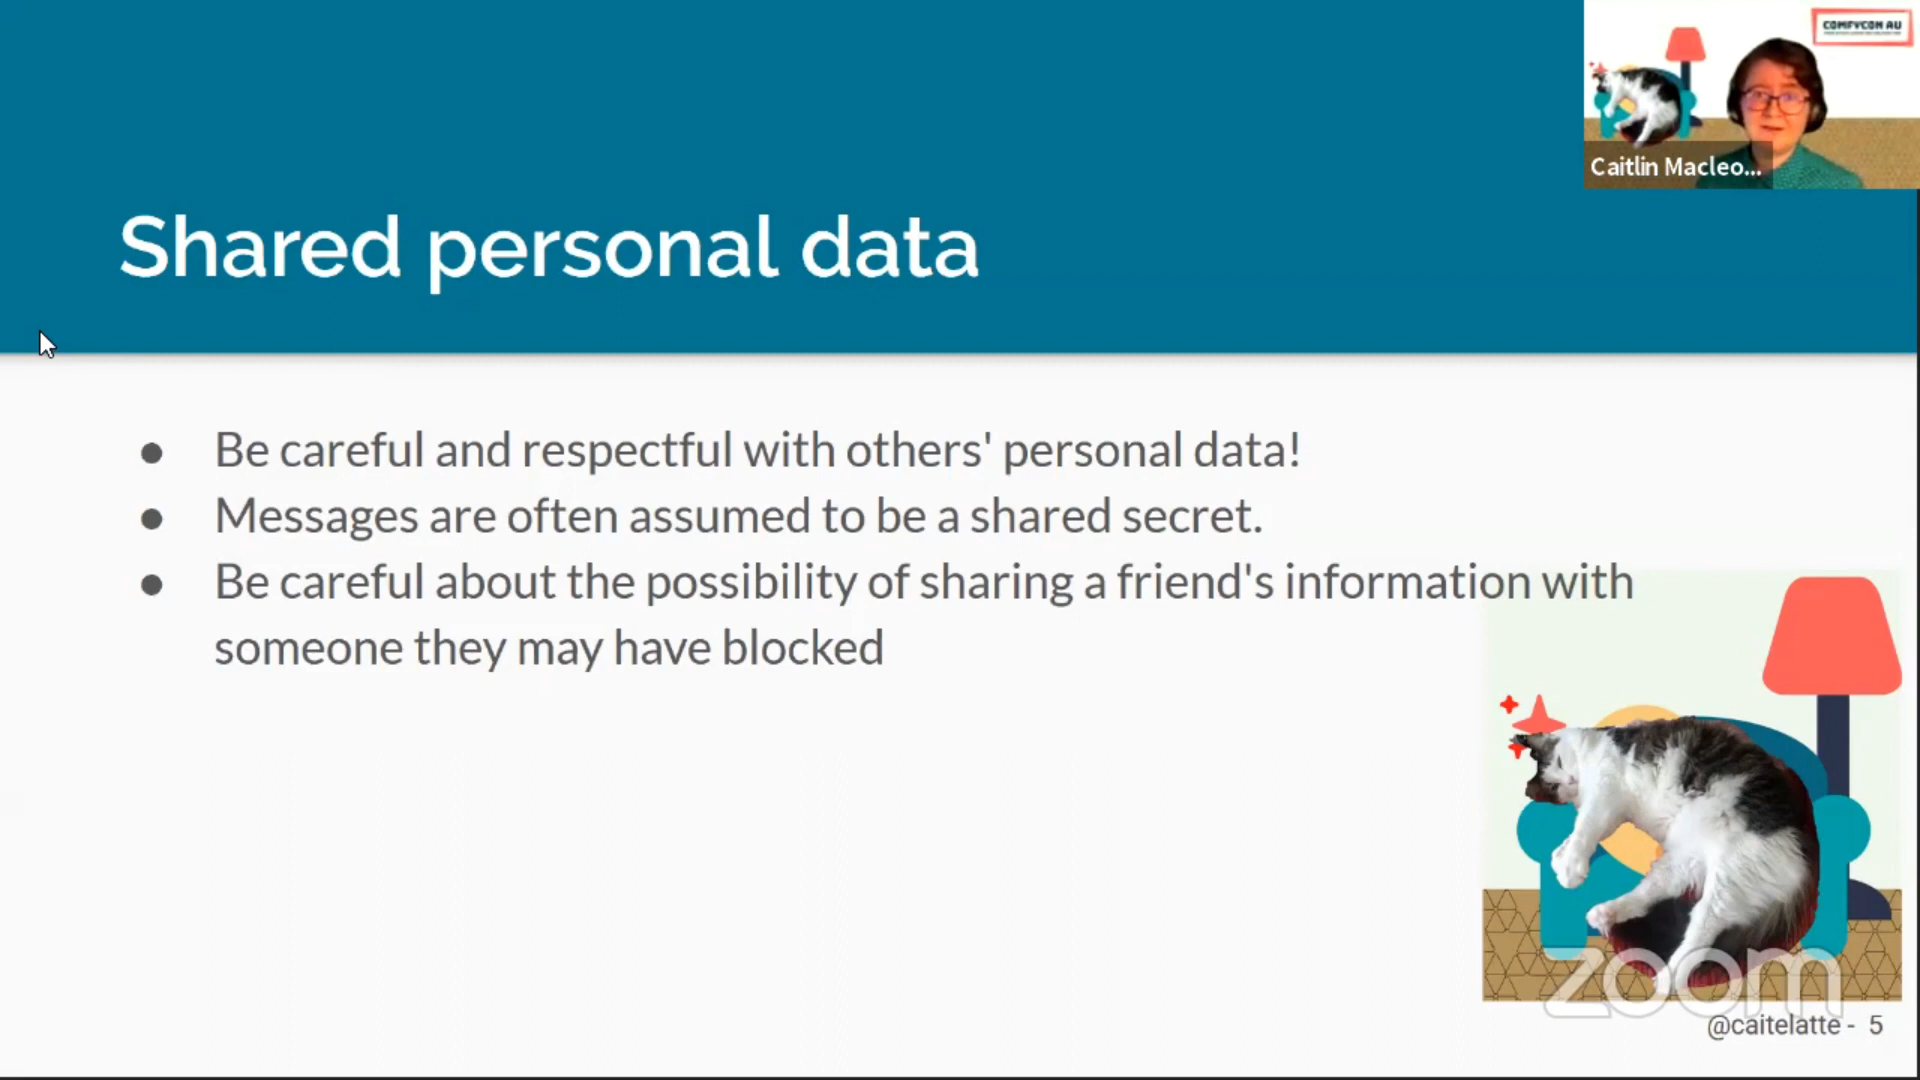 COMFYCON AU
Caitlin Macleo...
Shared personal data
● Be careful and respectful with others' personal data!
● Messages are often assumed to be a shared secret.
● Be careful about the possibility of sharing a friend's information with
someone they may have blocked
zoom
@caitelatte - 5